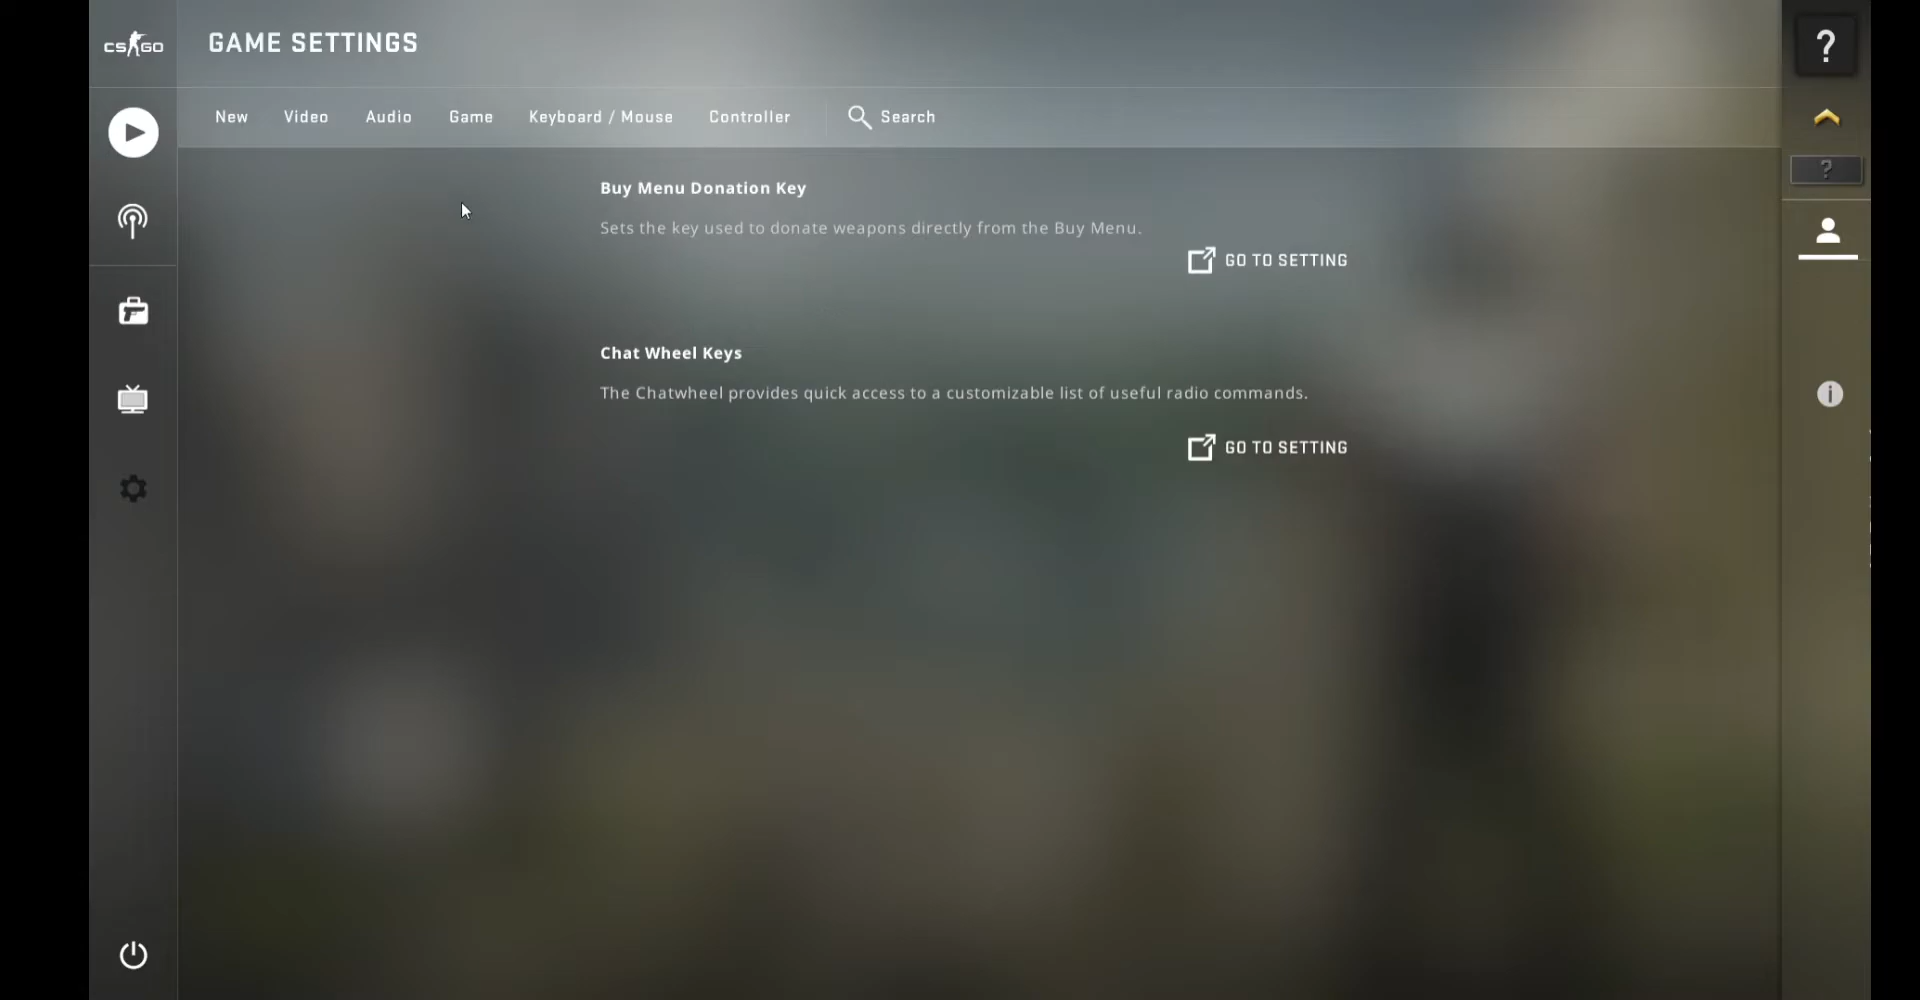 CS GO
GAME SETTINGS
New Video Audio Game Keyboard / Mouse Controller Search
Buy Menu Donation Key
Sets the key used to donate weapons directly from the Buy Menu.
GO TO SETTING
Chat Wheel Keys
The Chatwheel provides quick access to a customizable list of useful radio commands.
GO TO SETTING
?
?
i